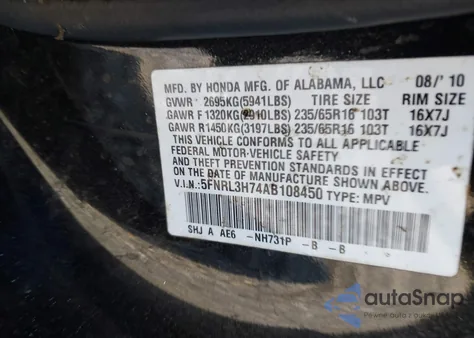 MFD. BY HONDA MFG. OF ALABAMA, LLC 08/'10
GVWR 2695KG(5941LBS) TIRE SIZE RIM SIZE
GAWR F 1320KG(2910LBS) 235/65R16 103T 16X7J
GAWR R1450KG(3197LBS) 235/65R16 103T 16X7J
THIS VEHICLE CONFORMS TO ALL APPLICABLE
FEDERAL MOTOR-VEHICLE SAFETY AND
THEFT PREVENTION STANDARDS IN EFFECT
ON THE DATE OF MANUFACTURE SHOWN ABOVE.
V.I.N.: 5FNRL3H74AB108450 TYPE: MPV
SHJ A AE6 -NH731P -B -B
autoSnap